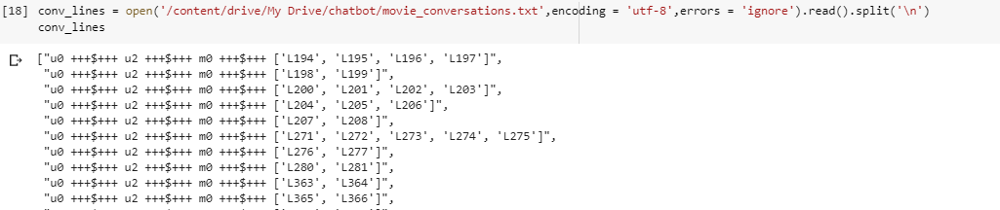 [18] conv_lines = open('/content/drive/My Drive/chatbot/movie_conversations.txt',encoding = 'utf-8',errors = 'ignore').read().split('\n')
conv_lines
["u0 +++$+++ u2 +++$+++ m0 +++$+++ ['L194', 'L195', 'L196', 'L197']",
"u0 +++$+++ u2 +++$+++ m0 +++$+++ ['L198', 'L199']",
"u0 +++$+++ u2 +++$+++ m0 +++$+++ ['L200', 'L201', 'L202', 'L203']",
"u0 +++$+++ u2 +++$+++ m0 +++$+++ ['L204', 'L205', 'L206']",
"u0 +++$+++ u2 +++$+++ m0 +++$+++ ['L207', 'L208']",
"u0 +++$+++ u2 +++$+++ m0 +++$+++ ['L271', 'L272', 'L273', 'L274', 'L275']",
"u0 +++$+++ u2 +++$+++ m0 +++$+++ ['L276', 'L277']",
"u0 +++$+++ u2 +++$+++ m0 +++$+++ ['L280', 'L281']",
"u0 +++$+++ u2 +++$+++ m0 +++$+++ ['L363', 'L364']",
"u0 +++$+++ u2 +++$+++ m0 +++$+++ ['L365', 'L366']",